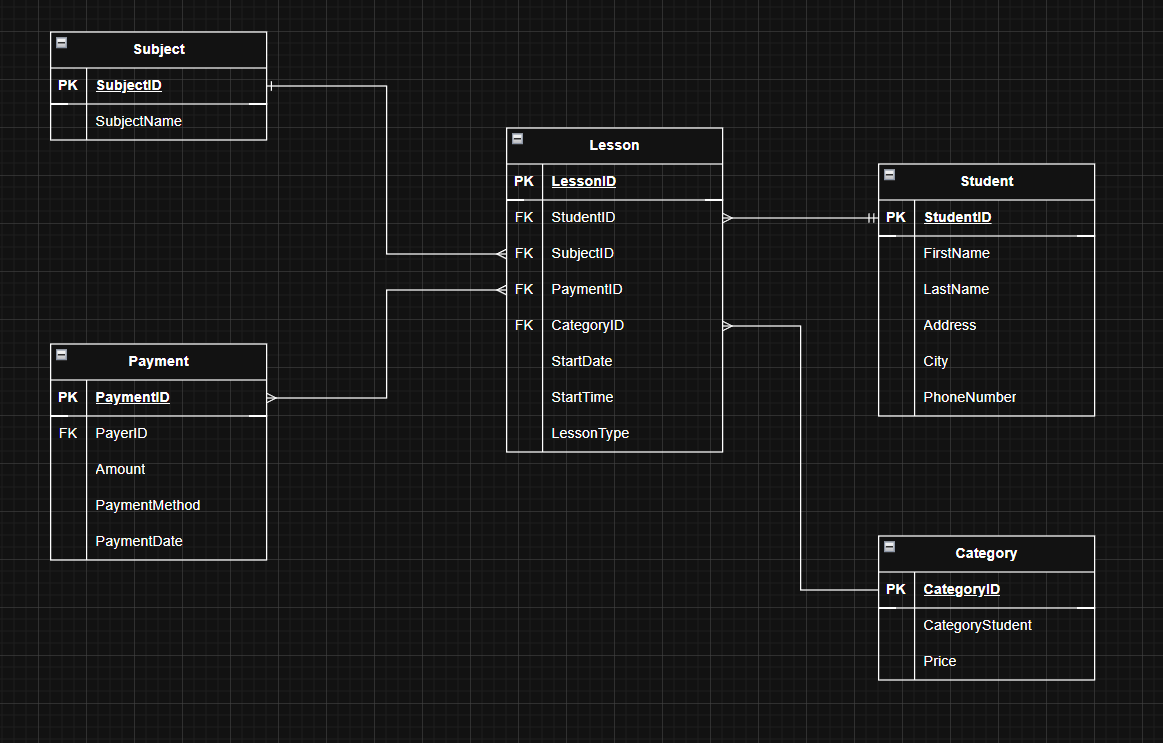 Subject
PK SubjectID
SubjectName
Lesson
PK LessonID
FK StudentID
FK SubjectID
FK PaymentID
FK CategoryID
StartDate
StartTime
LessonType
Student
PK StudentID
FirstName
LastName
Address
City
PhoneNumber
Payment
PK PaymentID
FK PayerID
Amount
PaymentMethod
PaymentDate
Category
PK CategoryID
CategoryStudent
Price